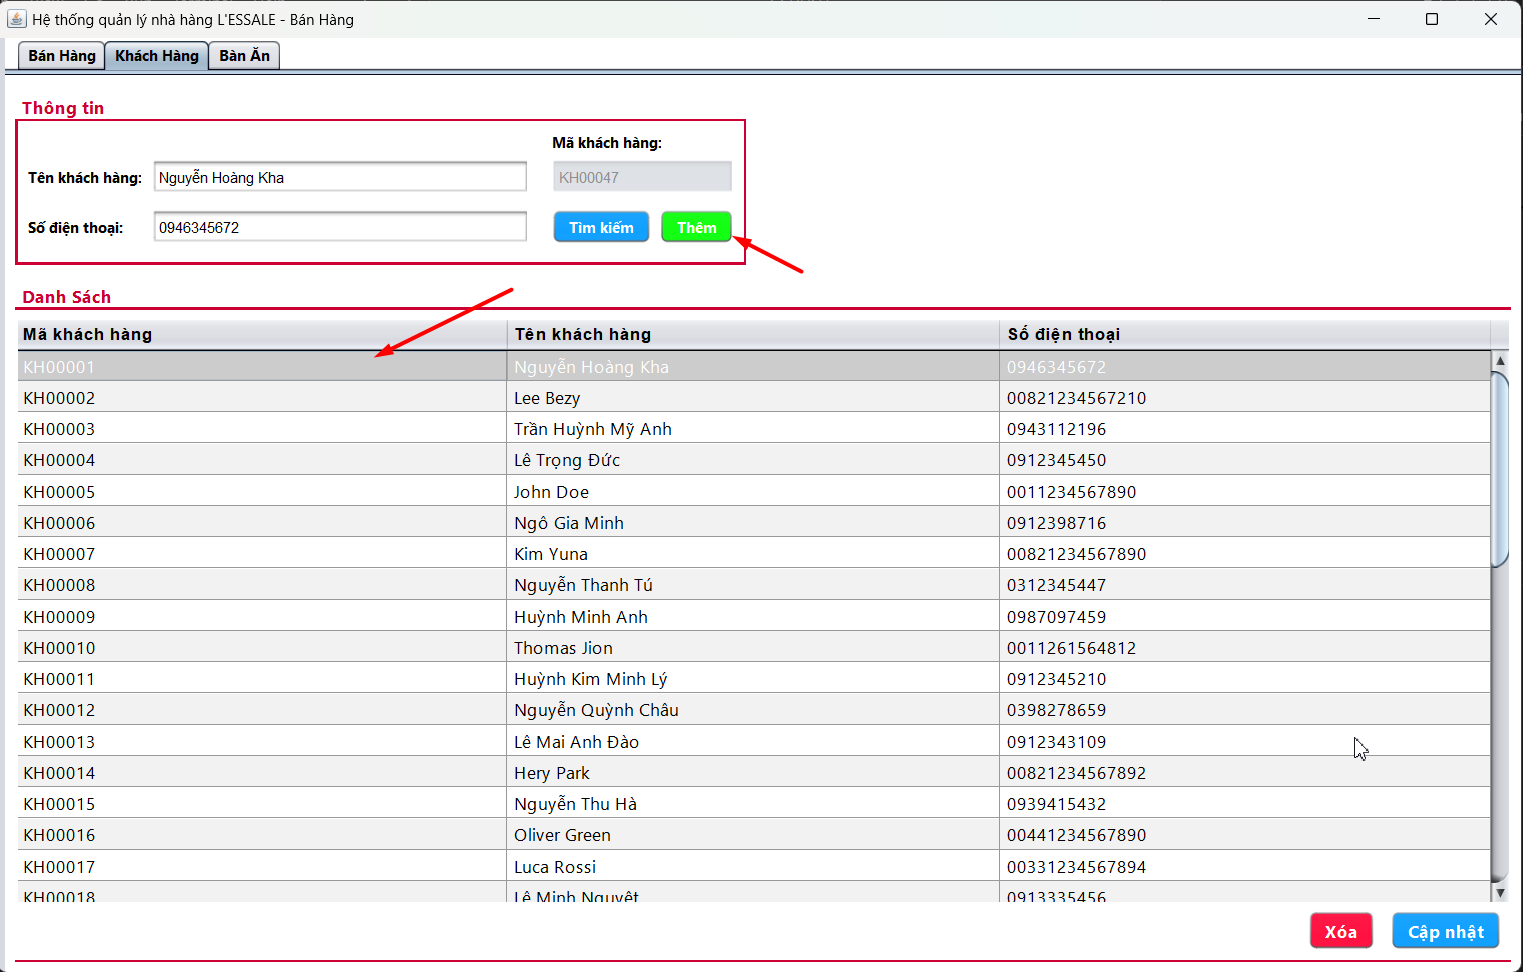 Hệ thống quản lý nhà hàng L'ESSALE - Bán Hàng
Bán Hàng Khách Hàng Bàn Ăn
Thông tin
Mã khách hàng:
Tên khách hàng: Nguyễn Hoàng Kha KH00047
Số điện thoại: 0946345672 Tìm kiếm Thêm
Danh Sách
Mã khách hàng Tên khách hàng Số điện thoại
KH00001 Nguyễn Hoàng Kha 0946345672
KH00002 Lee Bezy 00821234567210
KH00003 Trần Huỳnh Mỹ Anh 0943112196
KH00004 Lê Trọng Đức 0912345450
KH00005 John Doe 0011234567890
KH00006 Ngô Gia Minh 0912398716
KH00007 Kim Yuna 00821234567890
KH00008 Nguyễn Thanh Tú 0312345447
KH00009 Huỳnh Minh Anh 0987097459
KH00010 Thomas Jion 0011261564812
KH00011 Huỳnh Kim Minh Lý 0912345210
KH00012 Nguyễn Quỳnh Châu 0398278659
KH00013 Lê Mai Anh Đào 0912343109
KH00014 Hery Park 00821234567892
KH00015 Nguyễn Thu Hà 0939415432
KH00016 Oliver Green 00441234567890
KH00017 Luca Rossi 00331234567894
KH00018 Lê Minh Nguyệt 0913335456
Xóa Cập nhật